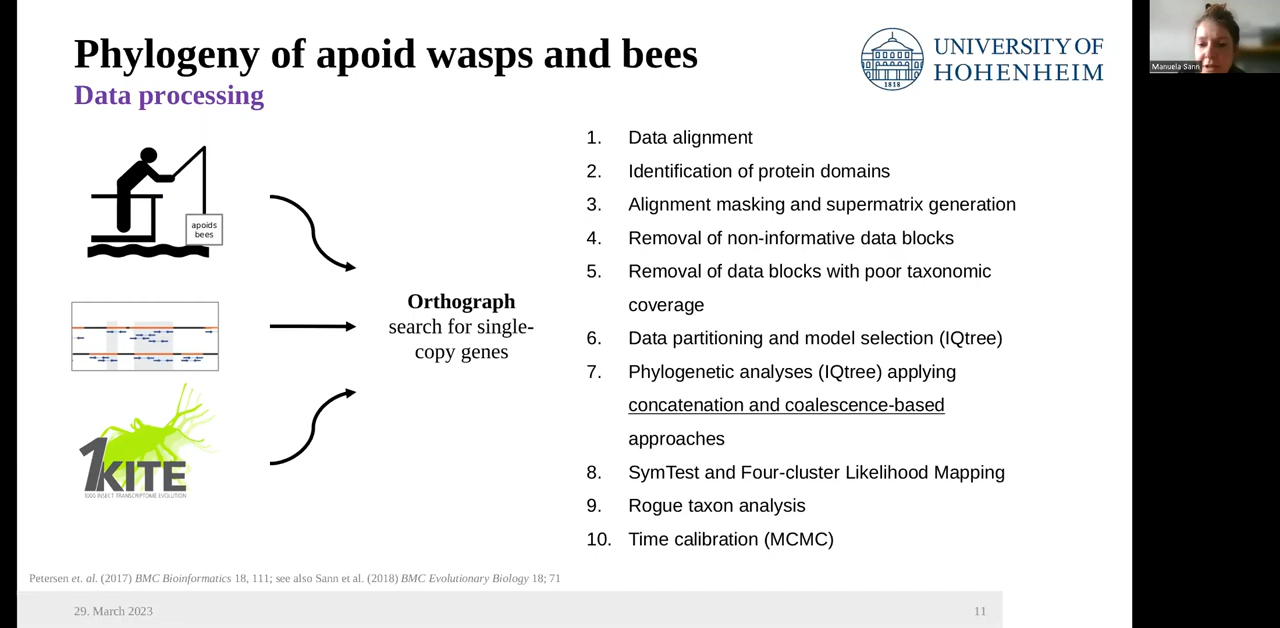 Phylogeny of apoid wasps and bees
Data processing
UNIVERSITY OF
HOHENHEIM
1818
Manuela Sann
apoids
bees
1KITE
1000 INSECT TRANSCRIPTOME EVOLUTION
Orthograph
search for single-
copy genes
1. Data alignment
2. Identification of protein domains
3. Alignment masking and supermatrix generation
4. Removal of non-informative data blocks
5. Removal of data blocks with poor taxonomic
coverage
6. Data partitioning and model selection (IQtree)
7. Phylogenetic analyses (IQtree) applying
concatenation and coalescence-based
approaches
8. SymTest and Four-cluster Likelihood Mapping
9. Rogue taxon analysis
10. Time calibration (MCMC)
Petersen et. al. (2017) BMC Bioinformatics 18, 111; see also Sann et al. (2018) BMC Evolutionary Biology 18; 71
29. March 2023
11